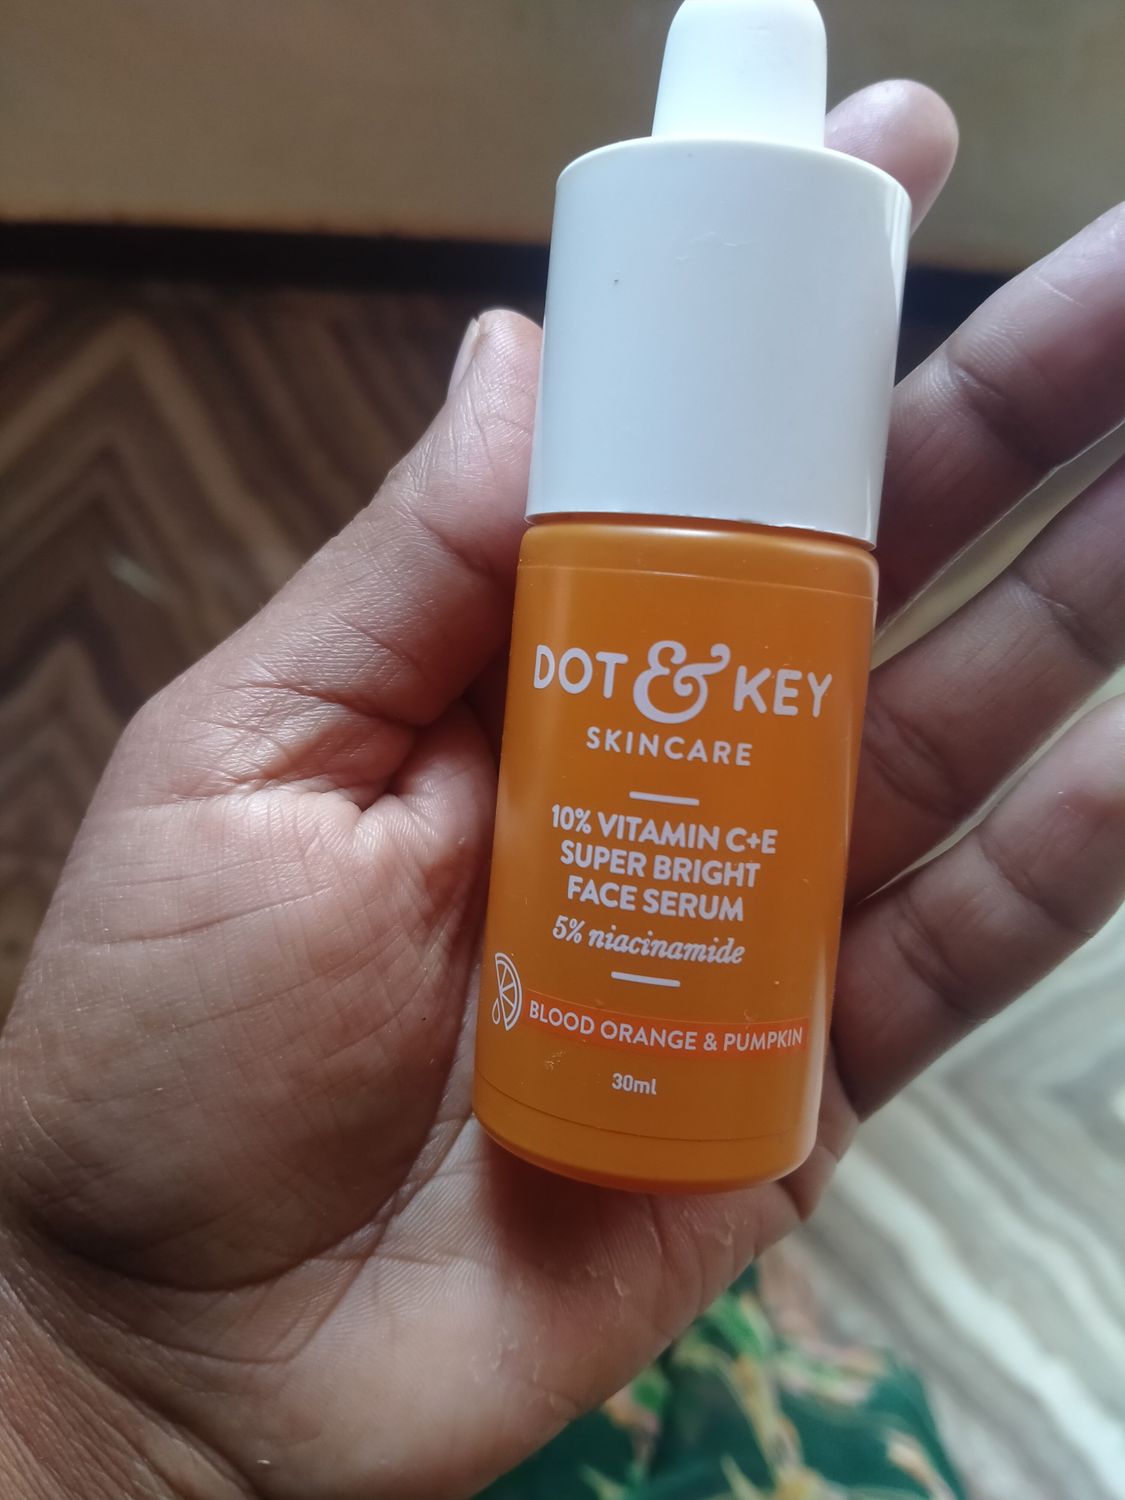 DOT & KEY
SKINCARE
10% VITAMIN C+E
SUPER BRIGHT
FACE SERUM
5% niacinamide
BLOOD ORANGE & PUMPKIN
30ml